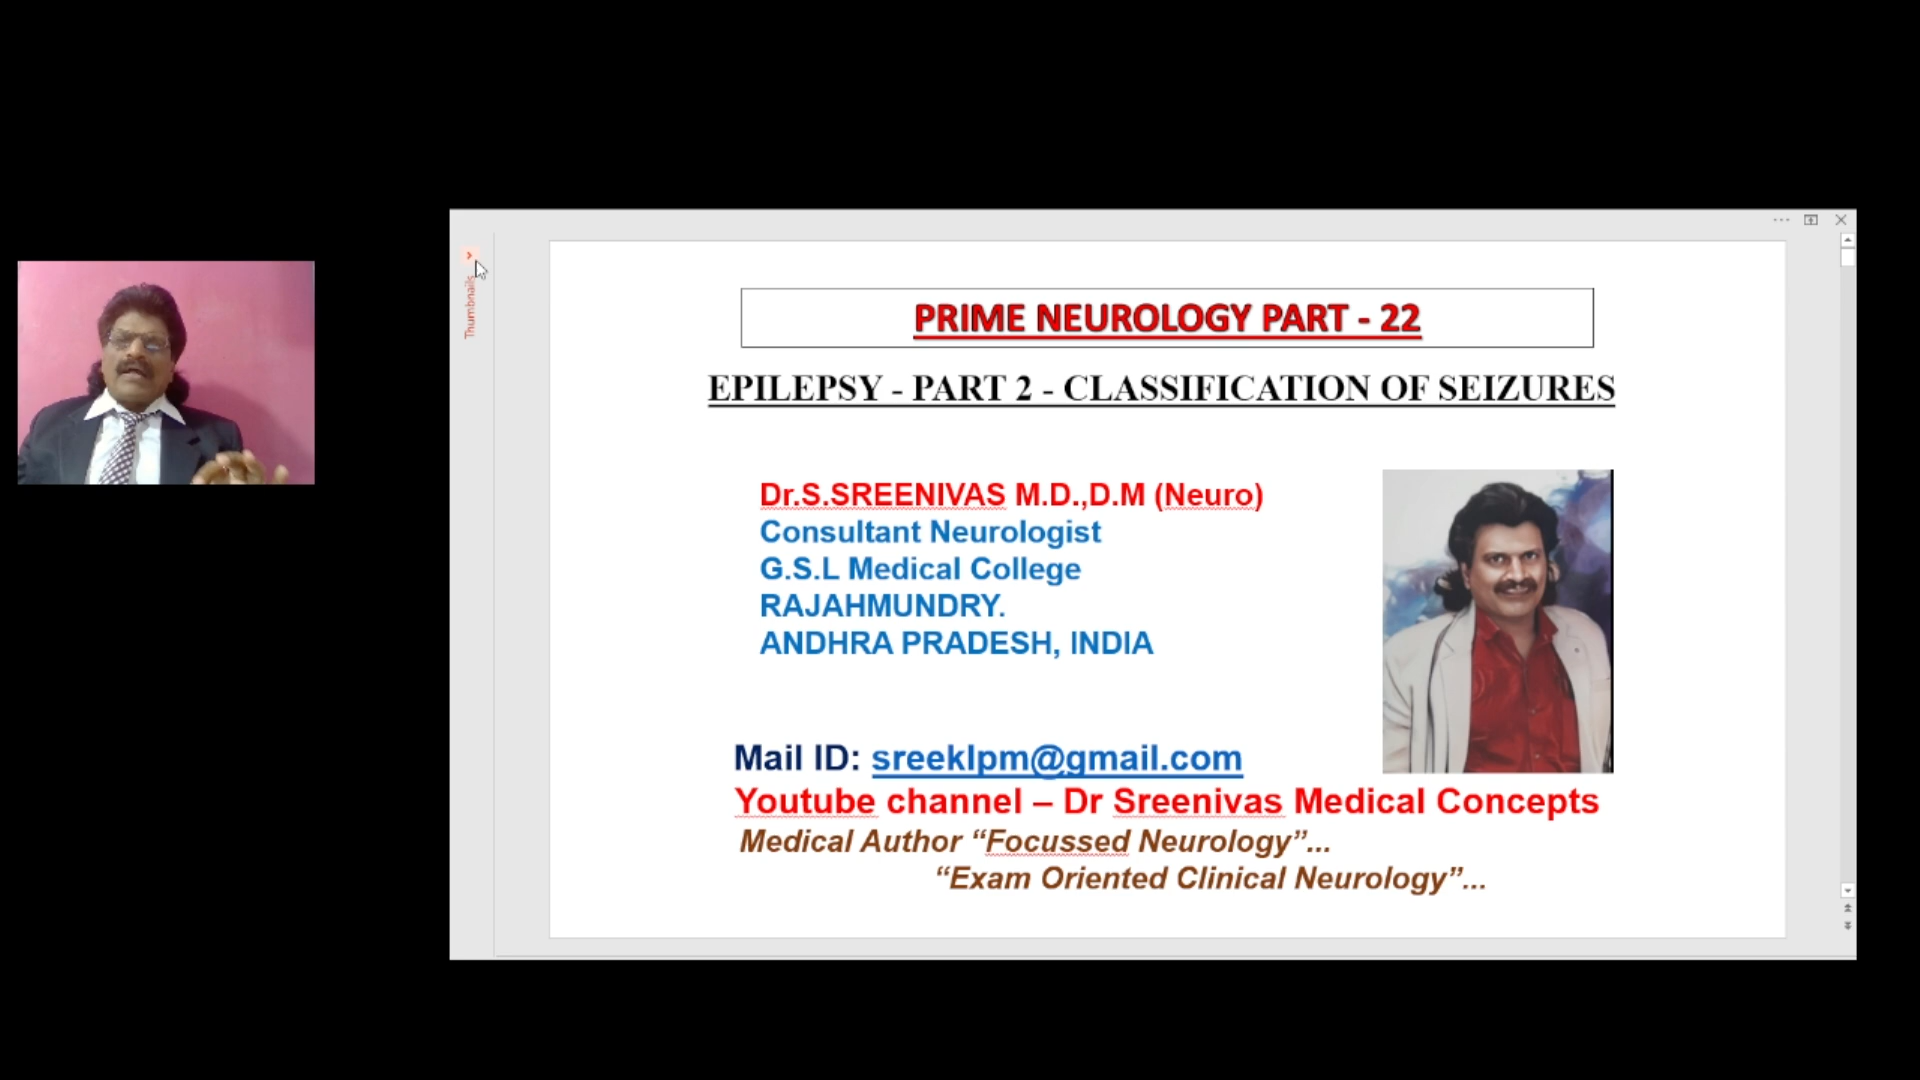 Thumbnails
PRIME NEUROLOGY PART - 22
EPILEPSY - PART 2 - CLASSIFICATION OF SEIZURES
Dr.S.SREENIVAS M.D.,D.M (Neuro)
Consultant Neurologist
G.S.L Medical College
RAJAHMUNDRY.
ANDHRA PRADESH, INDIA
Mail ID: sreeklpm@gmail.com
Youtube channel – Dr Sreenivas Medical Concepts
Medical Author “Focussed Neurology”...
“Exam Oriented Clinical Neurology”...